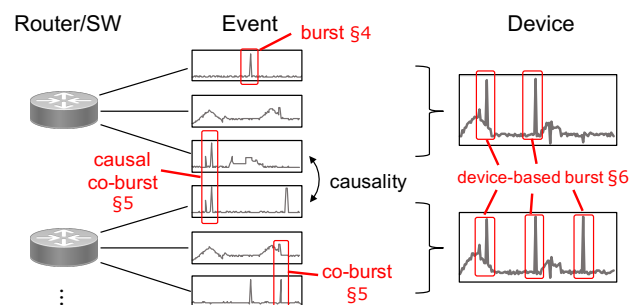 Router/SW
Event
Device
burst §4
causal
co-burst
§5
causality
device-based burst §6
co-burst
§5
...